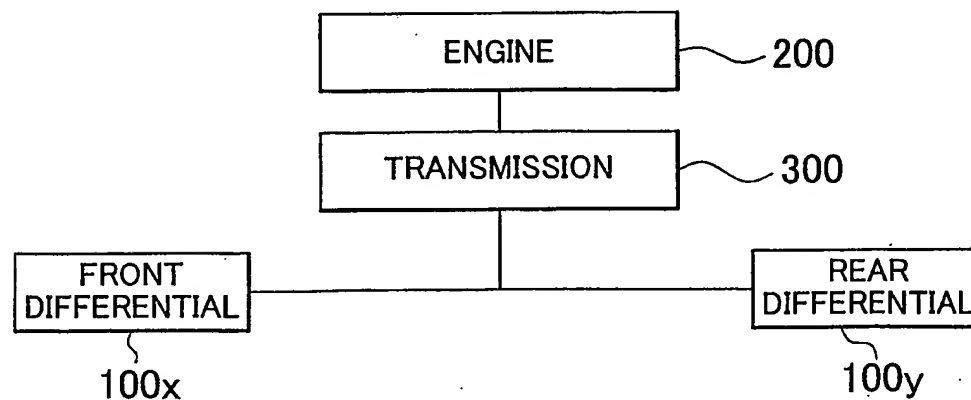 ENGINE
200
TRANSMISSION
300
FRONT
DIFFERENTIAL
REAR
DIFFERENTIAL
100x
100y